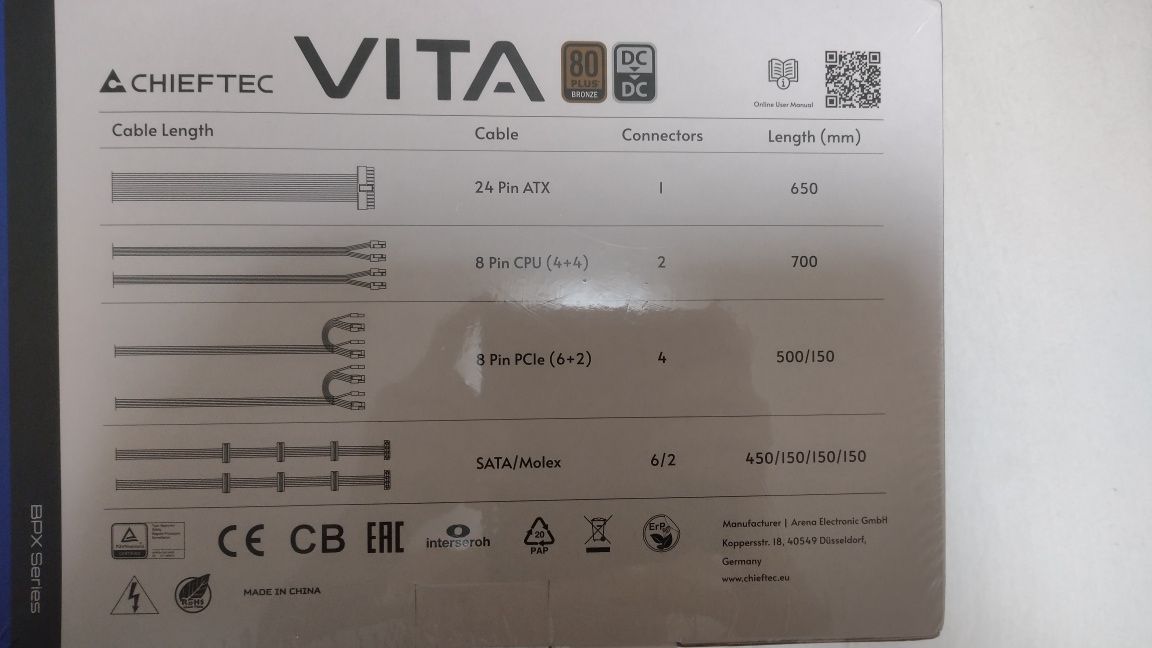 CHIEFTEC
VITA
80
PLUS
BRONZE
DC
DC
Online User Manual
Cable Length Cable Connectors Length (mm)
24 Pin ATX 1 650
8 Pin CPU (4+4) 2 700
8 Pin PCIe (6+2) 4 500/150
SATA/Molex 6/2 450/150/150/150
CE CB EAC interseroh
20
PAP
ErP
Manufacturer | Arena Electronic GmbH
Koppersstr. 18, 40549 Düsseldorf,
Germany
www.chieftec.eu
RoHS
MADE IN CHINA
BPX Series